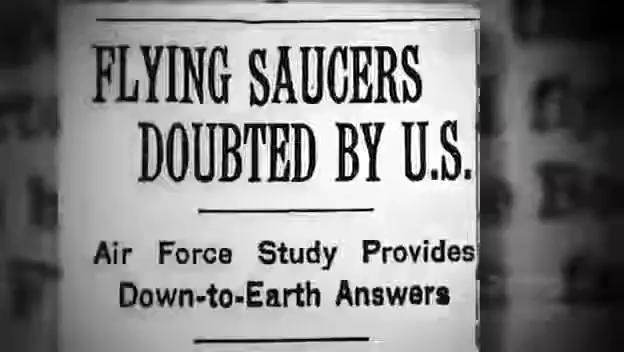 FLYING SAUCERS
DOUBTED BY U.S.
Air Force Study Provides
Down-to-Earth Answers